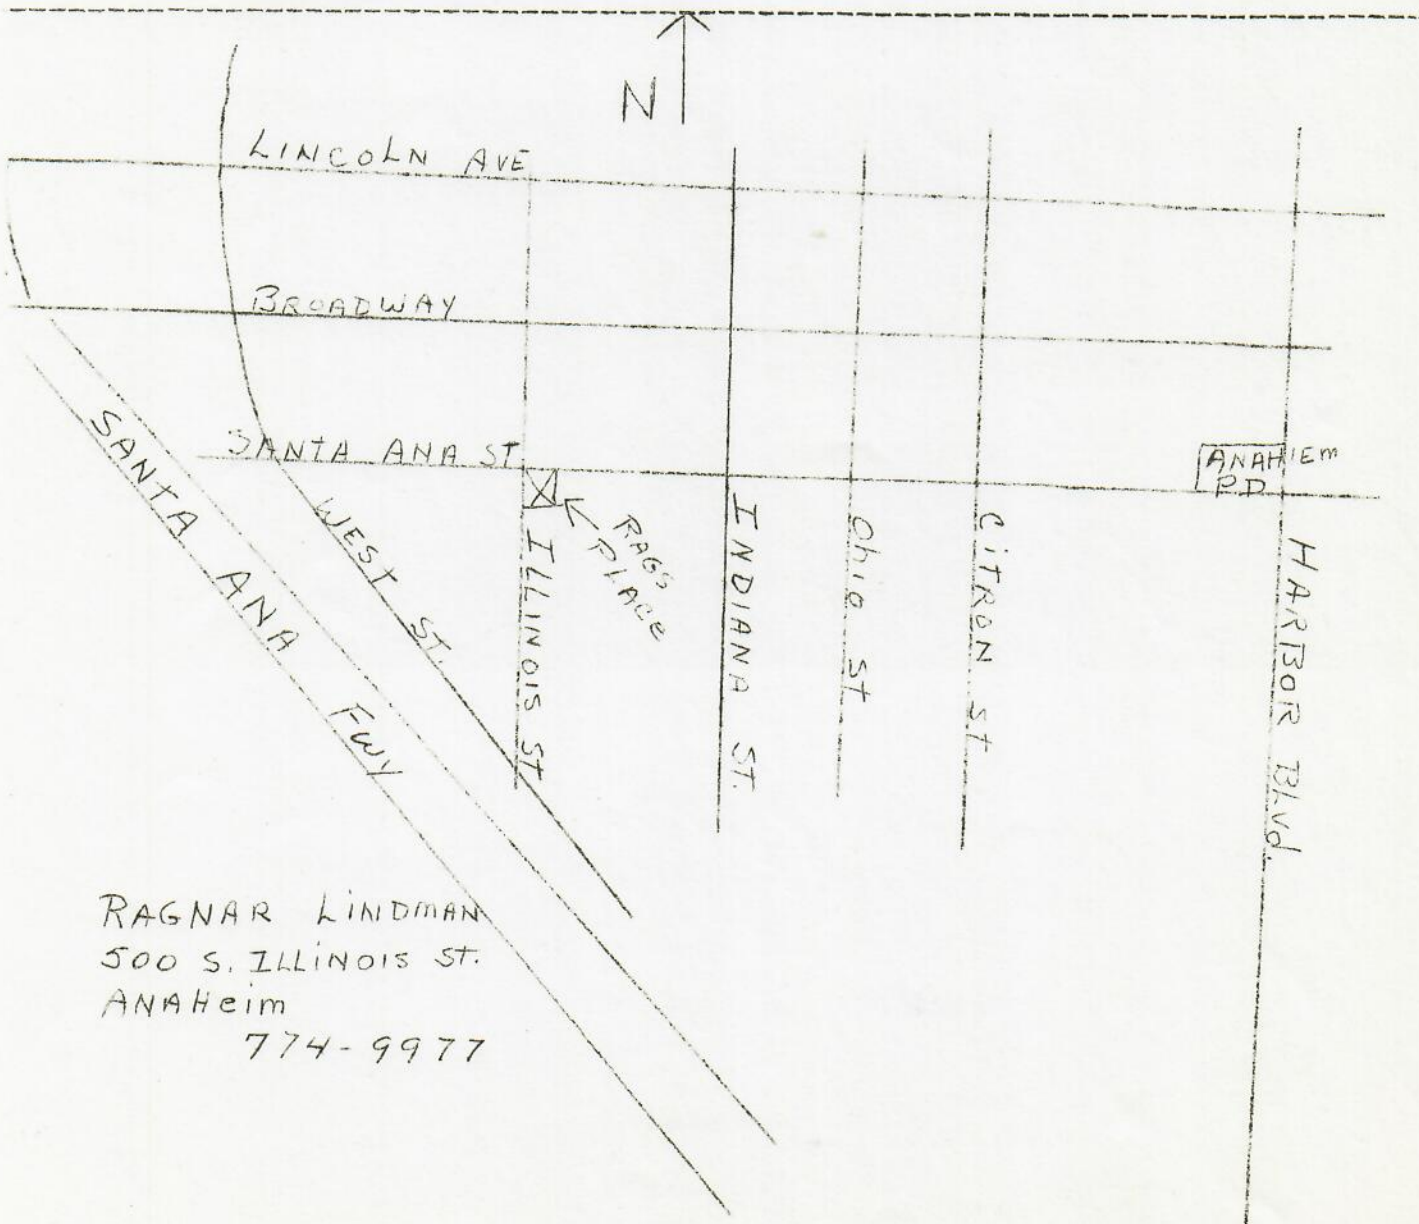 N
LINCOLN AVE
BROADWAY
SANTA ANA ST
ANAHIEM
P.D.
SANTA ANA FWY
WEST ST.
RAGS
PLACE
ILLINOIS ST
INDIANA ST.
Ohio St
CiTRON St
HARBOR Blvd.
RAGNAR LINDMAN
500 S. ILLINOIS ST.
ANAHeim
774-9977